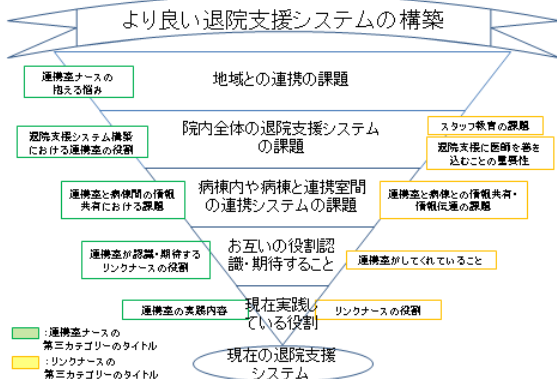 より良い退院支援システムの構築
連携室ナースの
抱える悩み
地域との連携の課題
院内全体の退院支援システム
の課題
退院支援システム構築
における連携室の役割
スタッフ教育の課題
退院支援に医師を巻き
込むことの重要性
病棟内や病棟と連携室間
の連携システムの課題
連携室と病棟間の情報
共有における課題
連携室と病棟との情報共有・
情報伝達の課題
お互いの役割認
識・期待すること
連携室が認識・期待する
リンクナースの役割
連携室がしてくれていること
現在実践し
ている役割
連携室の実践内容
リンクナースの役割
現在の退院支援
システム
:連携室ナースの
第三カテゴリーのタイトル
:リンクナースの
第三カテゴリーのタイトル